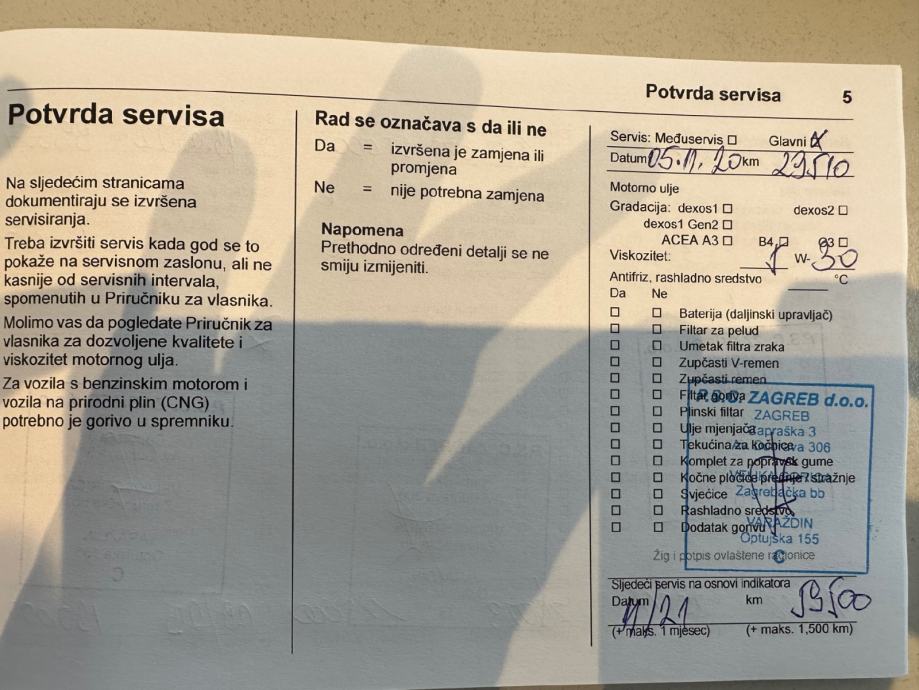 Potvrda servisa 5
Potvrda servisa
Na sljedećim stranicama
dokumentiraju se izvršena
servisiranja.
Treba izvršiti servis kada god se to
pokaže na servisnom zaslonu, ali ne
kasnije od servisnih intervala,
spomenutih u Priručniku za vlasnika.
Molimo vas da pogledate Priručnik za
vlasnika za dozvoljene kvalitete i
viskozitet motornog ulja.
Za vozila s benzinskim motorom i
vozila na prirodni plin (CNG)
potrebno je gorivo u spremniku.
Rad se označava s da ili ne
Da = izvršena je zamjena ili
promjena
Ne = nije potrebna zamjena
Napomena
Prethodno određeni detalji se ne
smiju izmijeniti.
Servis: Međuservis Glavni
Datum 05.11.20 km 29510
Motorno ulje
Gradacija: dexos1 dexos2
dexos1 Gen2
ACEA A3 B4
Viskozitet: W-30
Antifriz, rashladno sredstvo °C
Da Ne
Baterija (daljinski upravljač)
Filtar za pelud
Umetak filtra zraka
Zupčasti V-remen
Zupčasti remen
Filtar goriva
Plinski filtar
Ulje mjenjača
Tekućina za kočnice
Komplet za popravak gume
Kočne pločice prednje / stražnje
Svjećice
Rashladno sredstvo
Dodatak gorivu
ZAGREB d.o.o.
ZAGREB
306
Zagrebačka bb
VARAŽDIN
Optujska 155
C
Žig i potpis ovlaštene radionice
Sljedeći servis na osnovi indikatora
Datum 11/21 km 59500
(+ maks. 1 mjesec) (+ maks. 1,500 km)